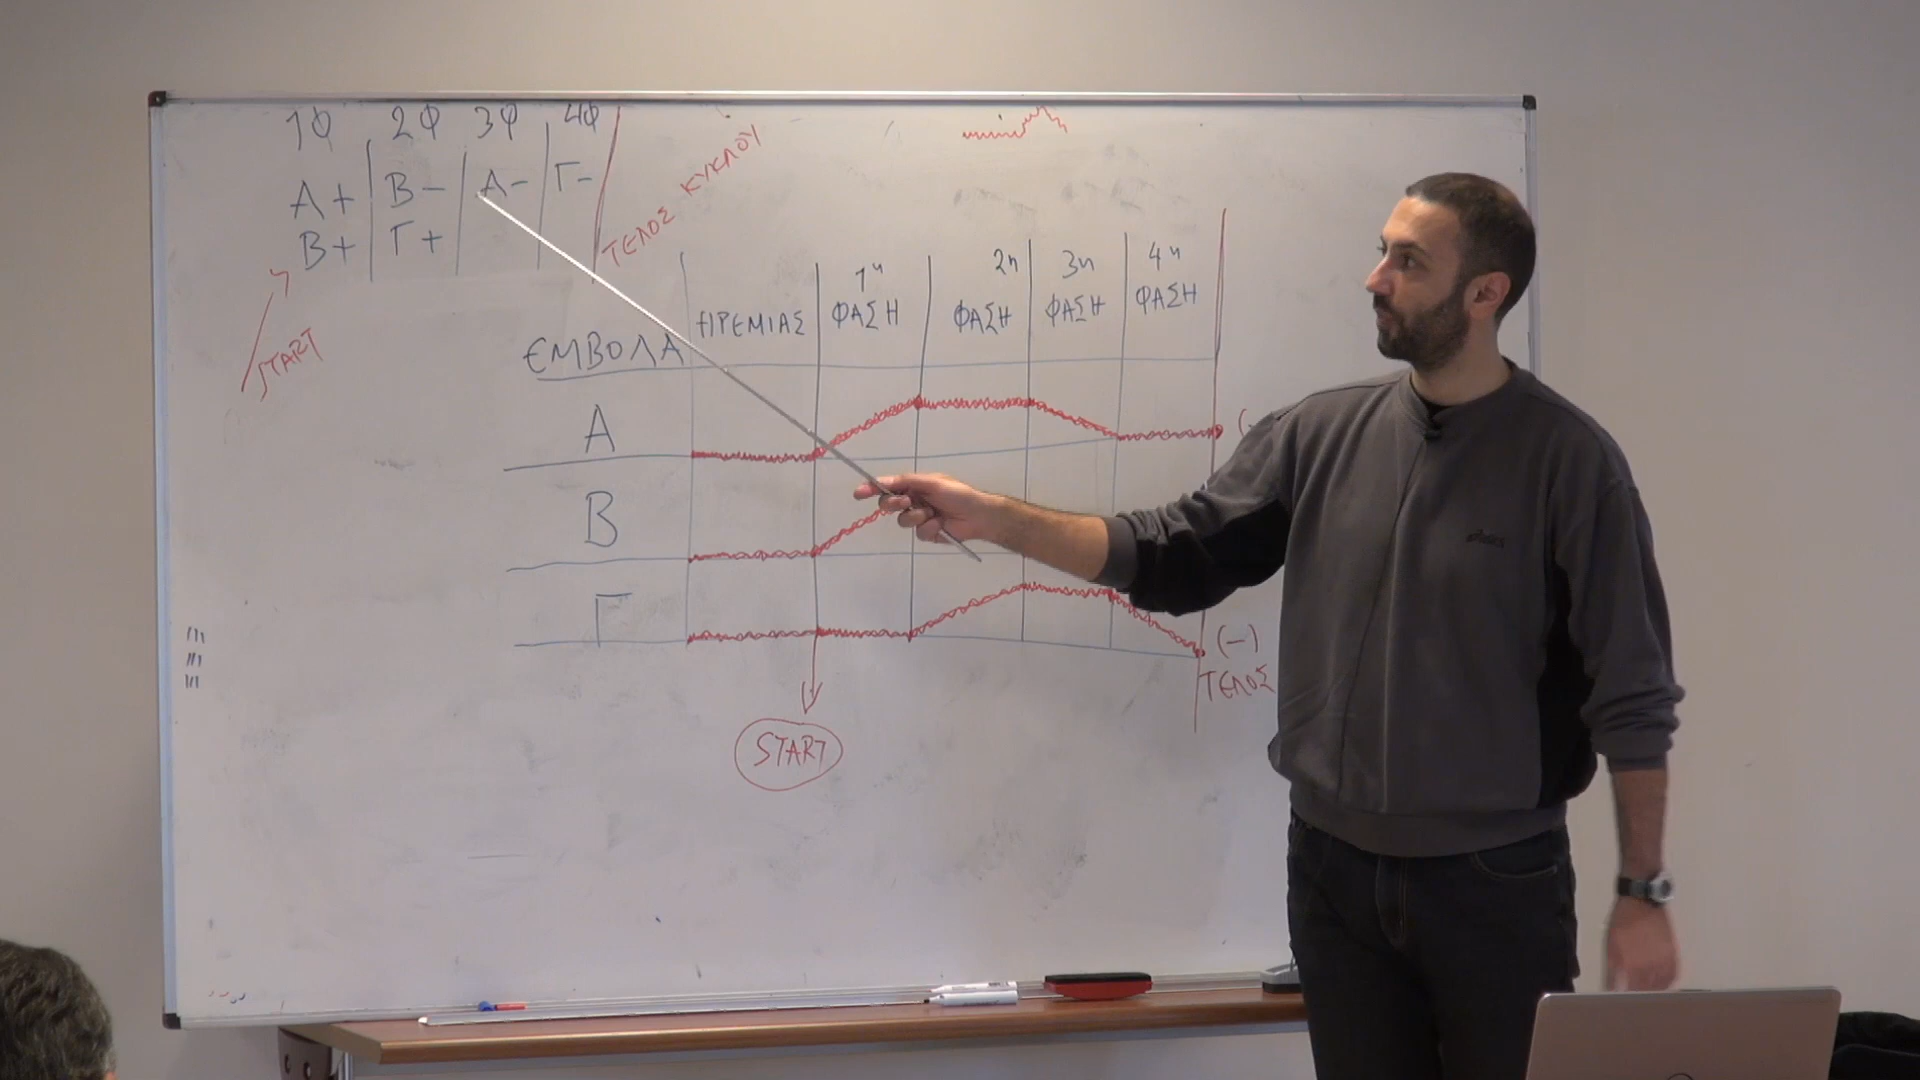 1Φ 2Φ 3Φ 4Φ
A+ B- A- Γ-
B+ Γ+
START
ΤΕΛΟΣ ΚΥΚΛΟΥ
ΕΜΒΟΛΑ ΗΡΕΜΙΑΣ 1η ΦΑΣΗ 2η ΦΑΣΗ 3η ΦΑΣΗ 4η ΦΑΣΗ
Α
Β
Γ
(-)
ΤΕΛΟΣ
START